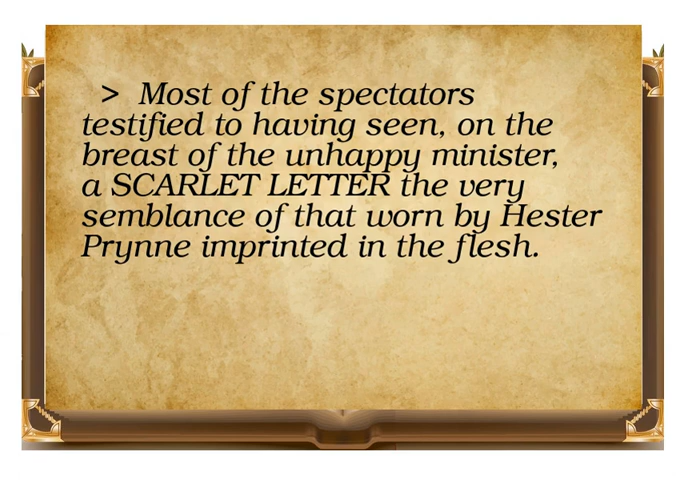 > Most of the spectators
testified to having seen, on the
breast of the unhappy minister,
a SCARLET LETTER the very
semblance of that worn by Hester
Prynne imprinted in the flesh.